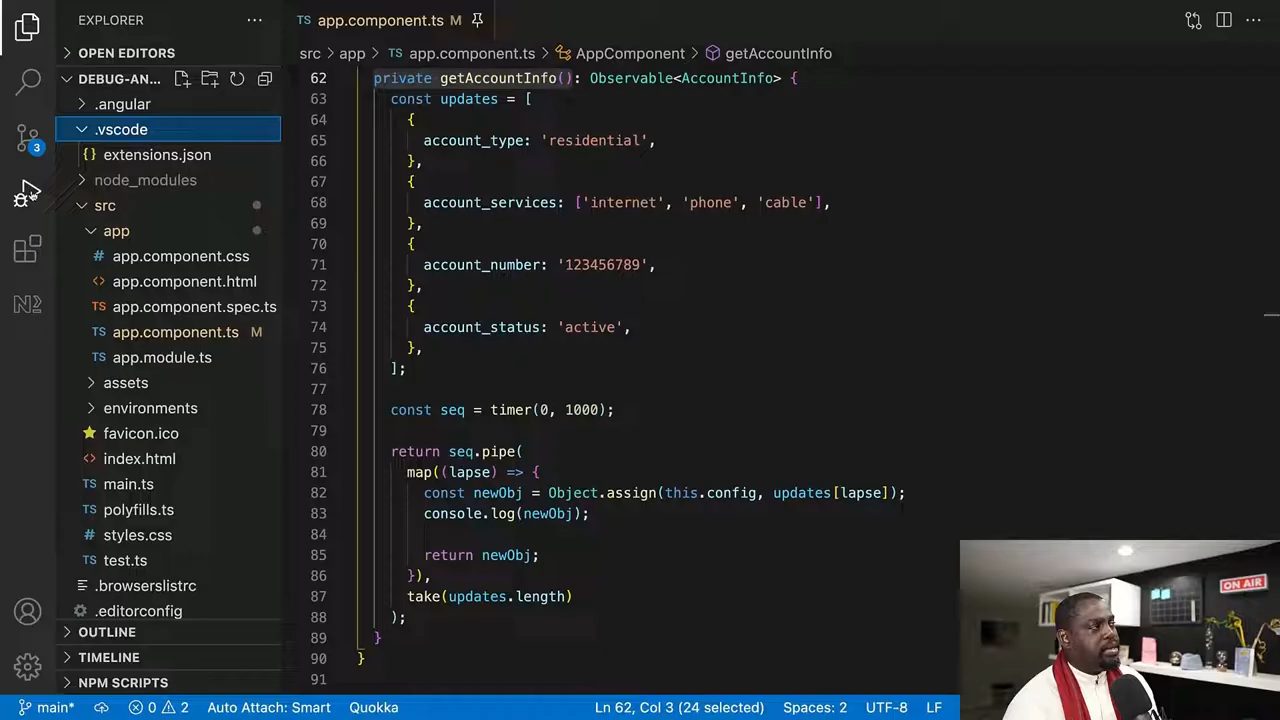 EXPLORER
OPEN EDITORS
DEBUG-AN...
.angular
.vscode
{} extensions.json
node_modules
src
app
# app.component.css
<> app.component.html
TS app.component.spec.ts
TS app.component.ts M
TS app.module.ts
assets
environments
favicon.ico
index.html
main.ts
polyfills.ts
styles.css
test.ts
.browserslistrc
.editorconfig
OUTLINE
TIMELINE
NPM SCRIPTS
3
N
TS app.component.ts M
src > app > TS app.component.ts > AppComponent > getAccountInfo
62 private getAccountInfo(): Observable<AccountInfo> {
63 const updates = [
64 {
65 account_type: 'residential',
66 },
67 {
68 account_services: ['internet', 'phone', 'cable'],
69 },
70 {
71 account_number: '123456789',
72 },
73 {
74 account_status: 'active',
75 },
76 ];
77
78 const seq = timer(0, 1000);
79
80 return seq.pipe(
81 map((lapse) => {
82 const newObj = Object.assign(this.config, updates[lapse]);
83 console.log(newObj);
84
85 return newObj;
86 }),
87 take(updates.length)
88 );
89 }
90 }
91
ON AIR
main* 0 2 Auto Attach: Smart Quokka Ln 62, Col 3 (24 selected) Spaces: 2 UTF-8 LF